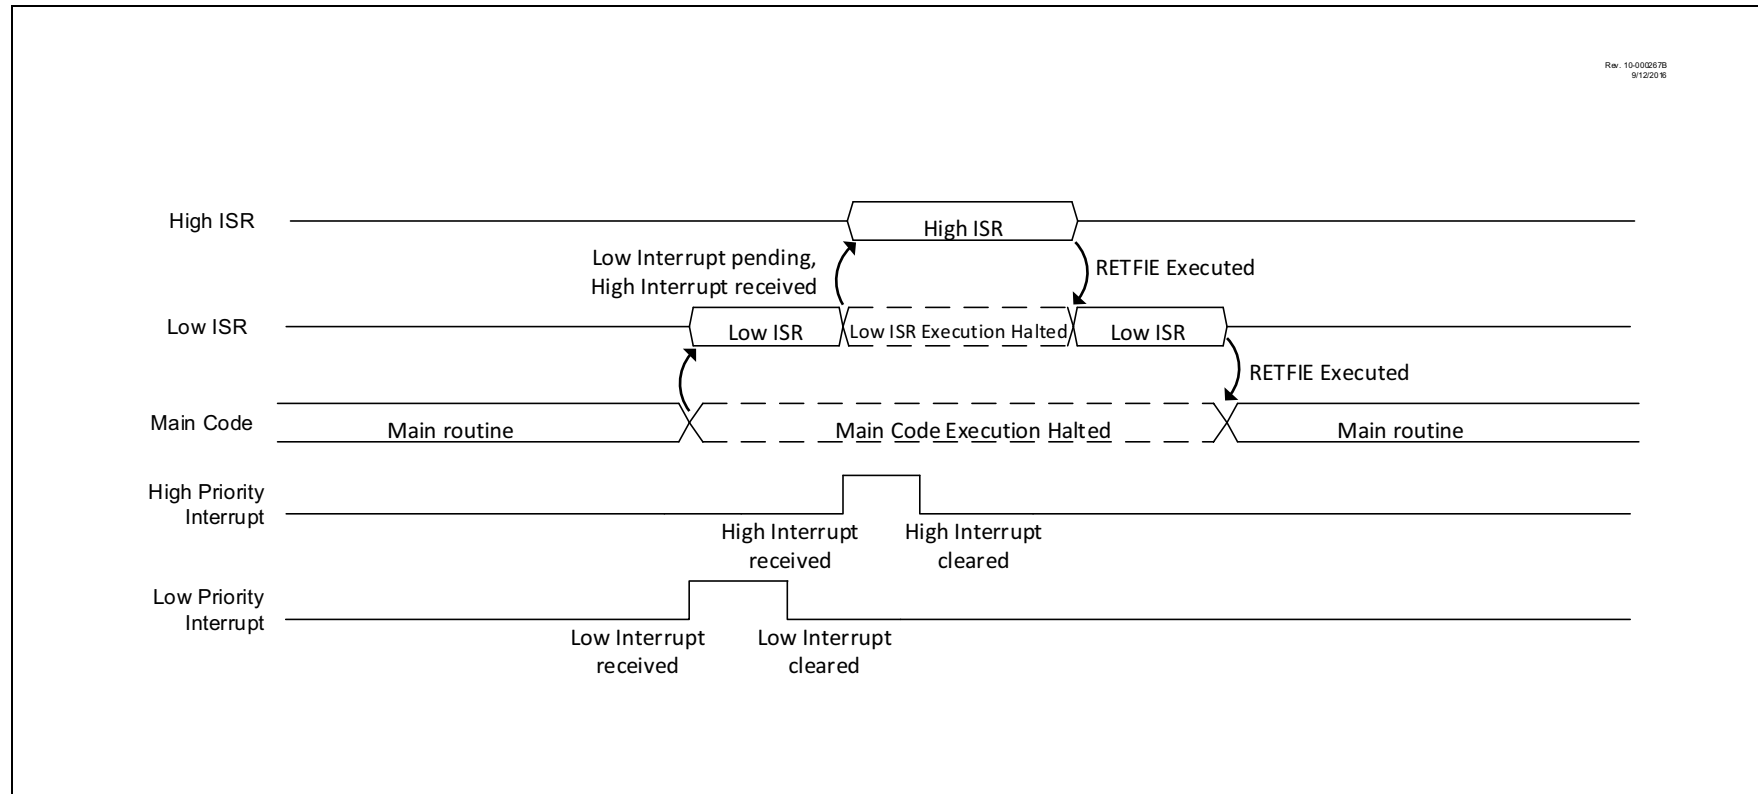 Rev. 10-000267B
9/12/2016
High ISR
High ISR
Low Interrupt pending,
High Interrupt received
RETFIE Executed
Low ISR
Low ISR
Low ISR Execution Halted
Low ISR
RETFIE Executed
Main Code
Main routine
Main Code Execution Halted
Main routine
High Priority
Interrupt
High Interrupt
received
High Interrupt
cleared
Low Priority
Interrupt
Low Interrupt
received
Low Interrupt
cleared